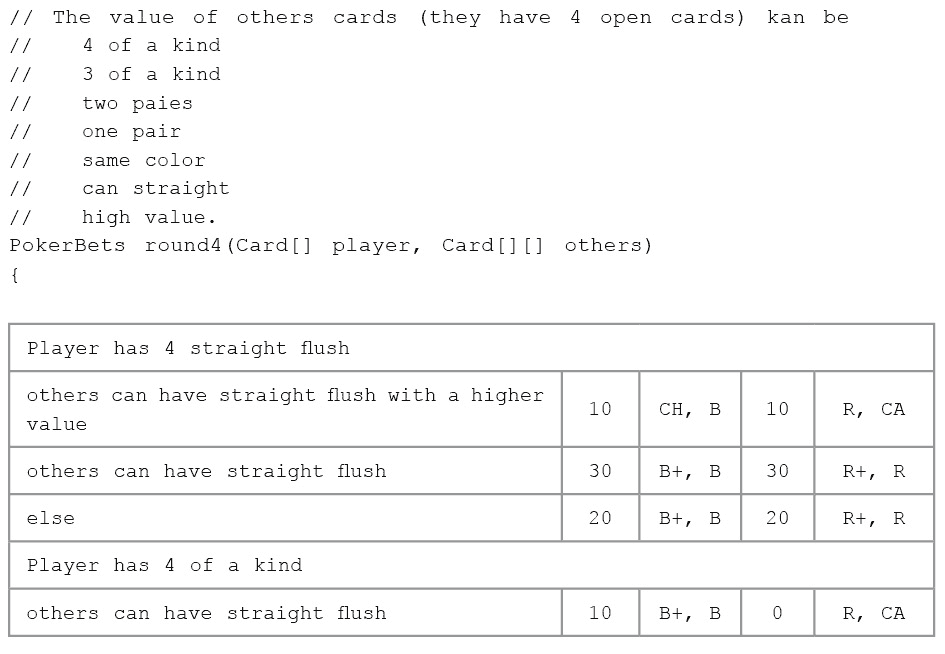 // The value of others cards (they have 4 open cards) kan be
// 4 of a kind
// 3 of a kind
// two paies
// one pair
// same color
// can straight
// high value.
PokerBets round4(Card[] player, Card[][] others)
{
Player has 4 straight flush
others can have straight flush with a higher
value
10 CH, B 10 R, CA
others can have straight flush 30 B+, B 30 R+, R
else 20 B+, B 20 R+, R
Player has 4 of a kind
others can have straight flush 10 B+, B 0 R, CA